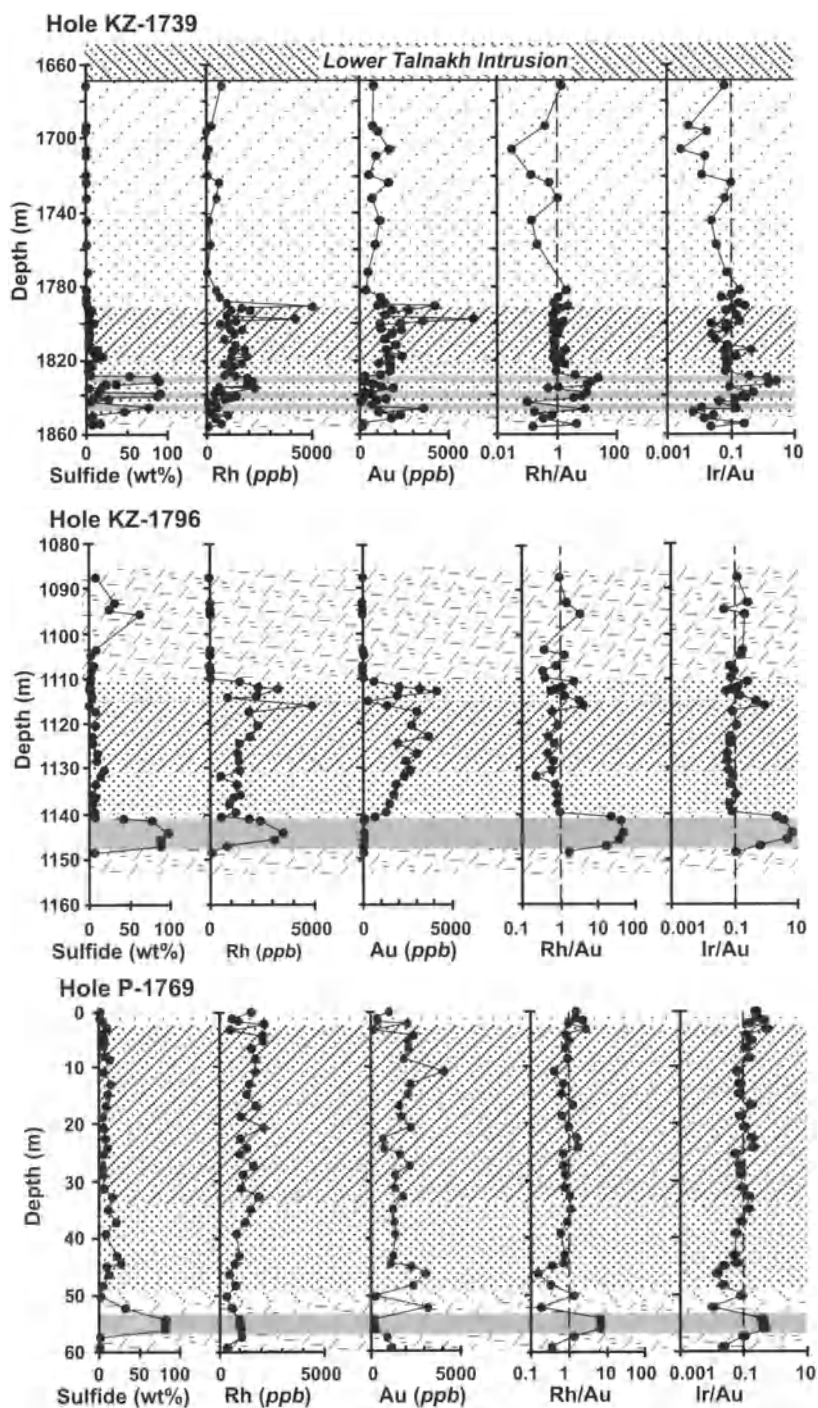 Hole KZ-1739
Lower Talnakh Intrusion
Depth (m)
1660
1700
1740
1780
1820
1860
0 50 100 0 5000 0 5000 0.01 1 100 0.001 0.1 10
Sulfide (wt%) Rh (ppb) Au (ppb) Rh/Au Ir/Au
Hole KZ-1796
Depth (m)
1080
1090
1100
1110
1120
1130
1140
1150
1160
0 50 100 0 5000 0 5000 0.1 1 10 100 0.001 0.1 10
Sulfide (wt%) Rh (ppb) Au (ppb) Rh/Au Ir/Au
Hole P-1769
Depth (m)
0
10
20
30
40
50
60
0 50 100 0 5000 0 5000 0.1 1 10 100 0.001 0.1 10
Sulfide (wt%) Rh (ppb) Au (ppb) Rh/Au Ir/Au